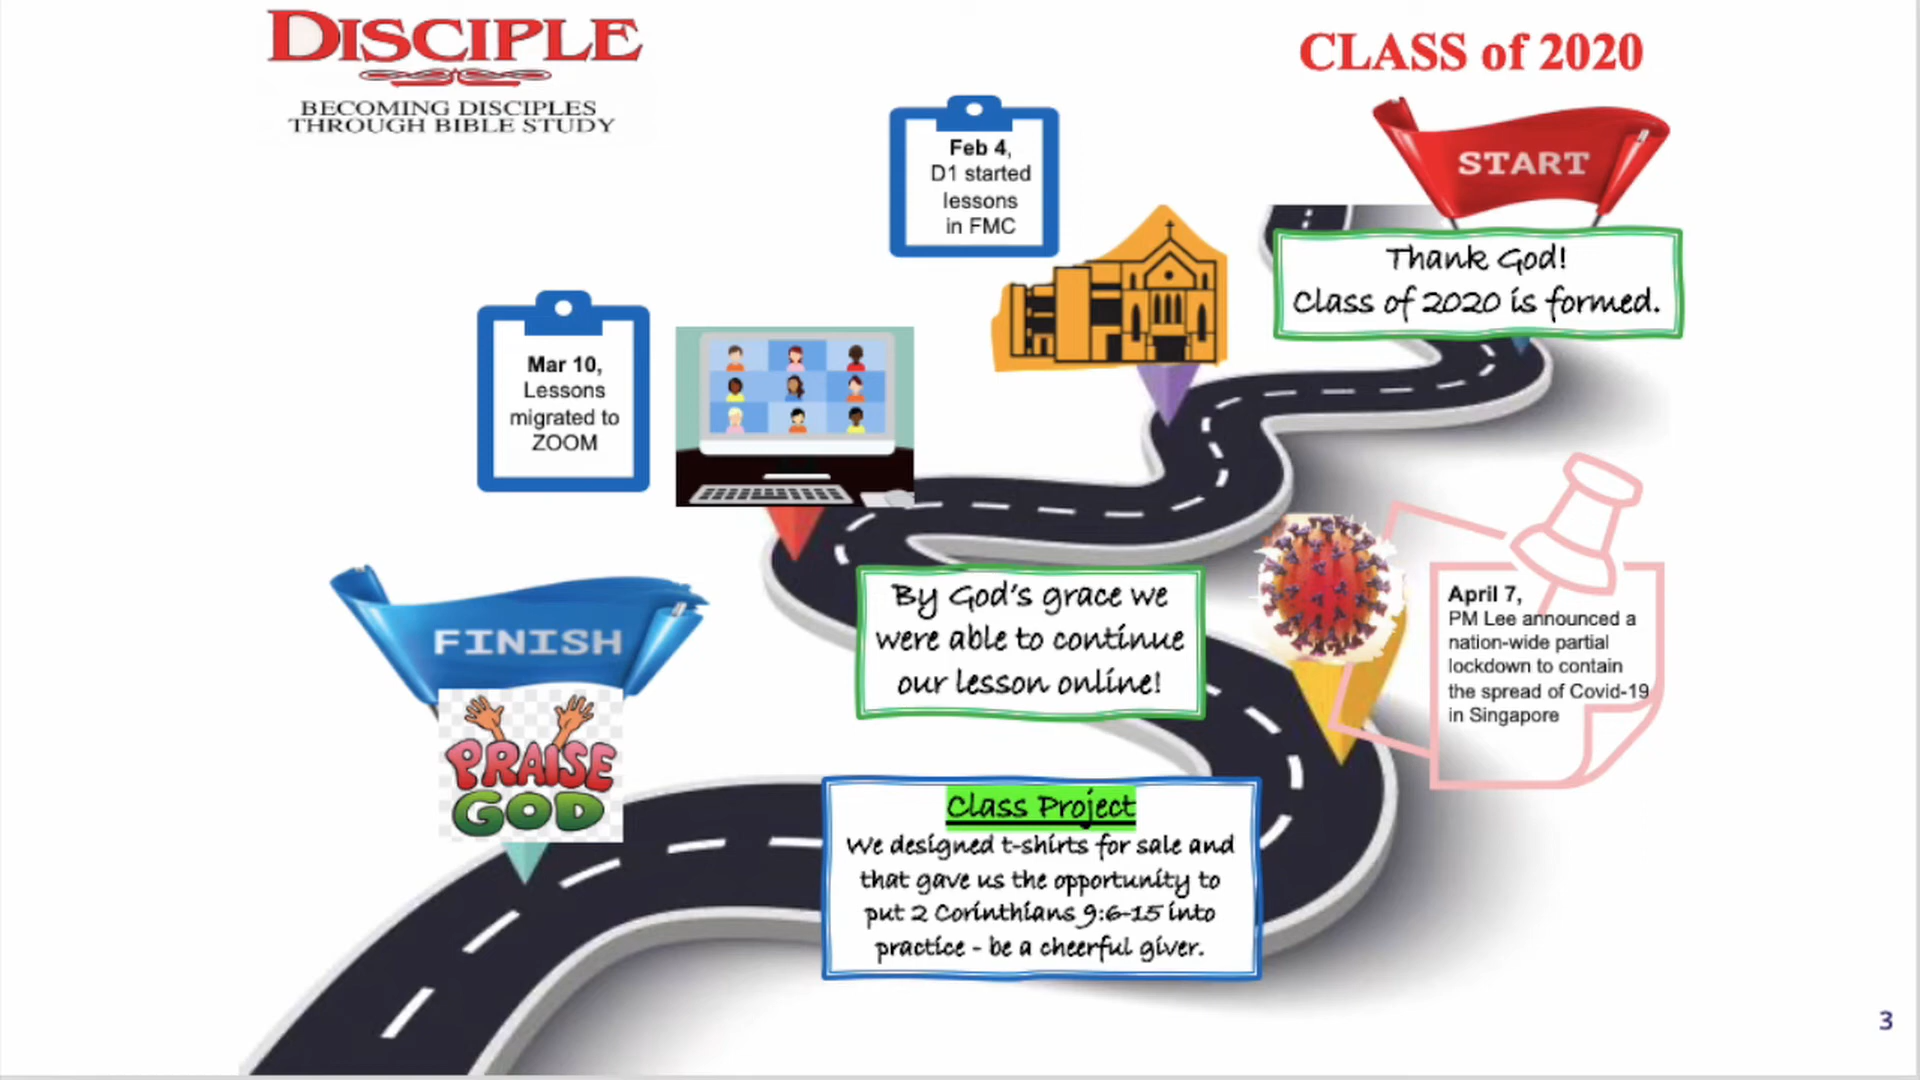 DISCIPLE
BECOMING DISCIPLES
THROUGH BIBLE STUDY
CLASS of 2020
START
Thank God!
Class of 2020 is formed.
Feb 4,
D1 started
lessons
in FMC
Mar 10,
Lessons
migrated to
ZOOM
By God's grace we
were able to continue
our lesson online!
April 7,
PM Lee announced a
nation-wide partial
lockdown to contain
the spread of Covid-19
in Singapore
Class Project
We designed t-shirts for sale and
that gave us the opportunity to
put 2 Corinthians 9:6-15 into
practice - be a cheerful giver.
FINISH
PRAISE
GOD
3